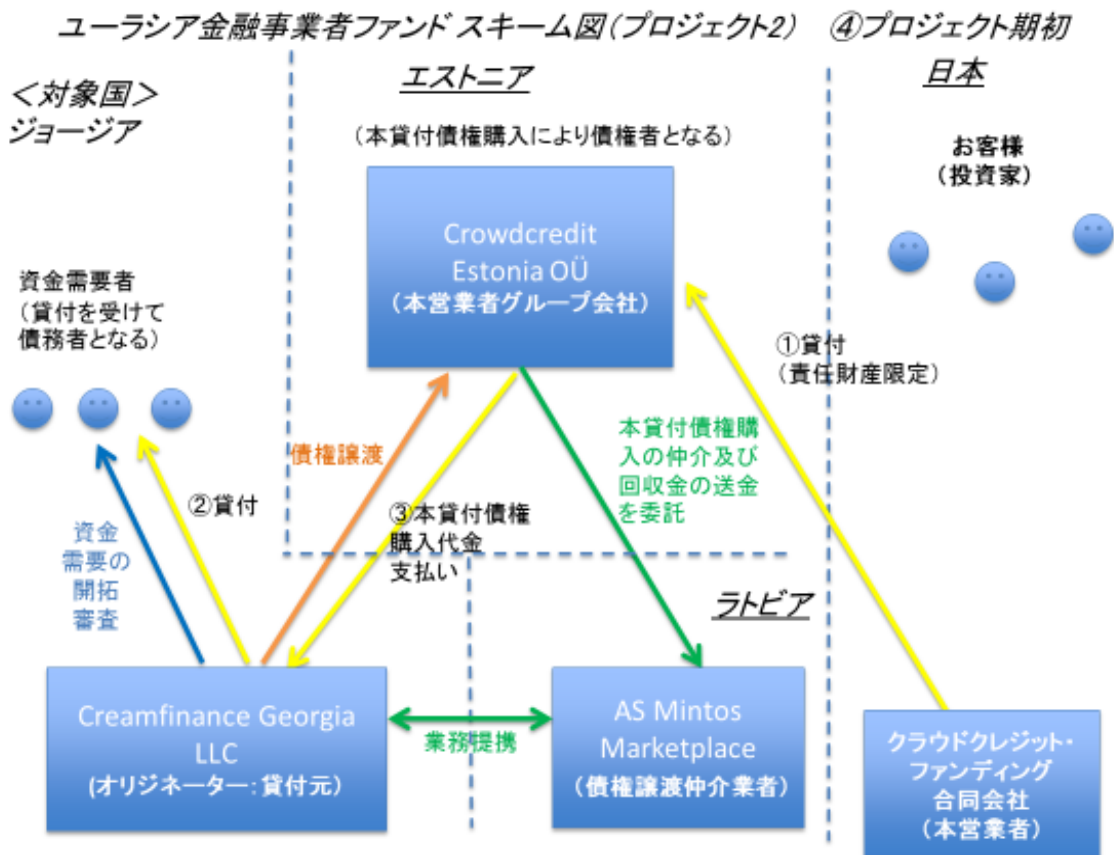 ユーラシア金融事業者ファンド スキーム図(プロジェクト2) ④プロジェクト期初
<対象国>
ジョージア
エストニア
日本
(本貸付債権購入により債権者となる)
お客様
(投資家)
Crowdcredit
Estonia OÜ
(本営業者グループ会社)
資金需要者
(貸付を受けて
債務者となる)
①貸付
(責任財産限定)
債権譲渡
本貸付債権購
入の仲介及び
回収金の送金
を委託
②貸付
③本貸付債権
購入代金
支払い
資金
需要の
開拓
審査
ラトビア
Creamfinance Georgia
LLC
(オリジネーター:貸付元)
業務提携
AS Mintos
Marketplace
(債権譲渡仲介業者)
クラウドクレジット・
ファンディング
合同会社
(本営業者)